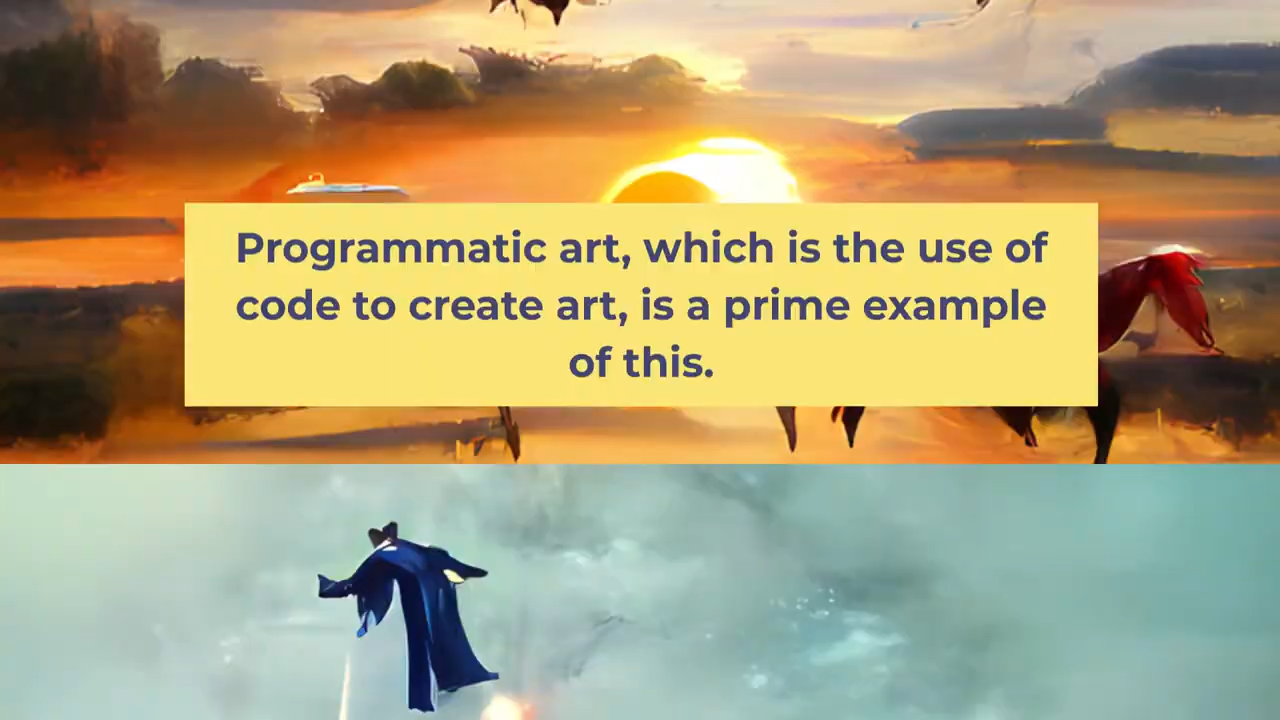 Programmatic art, which is the use of
code to create art, is a prime example
of this.